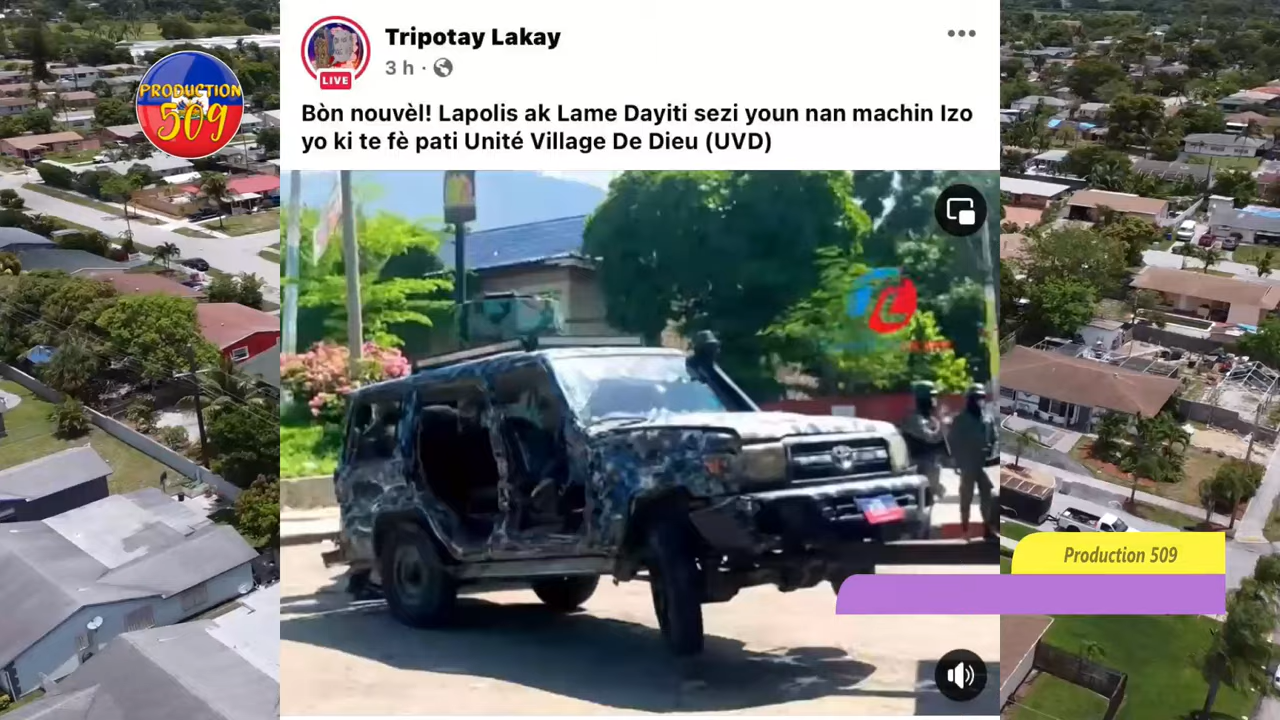 Tripotay Lakay
LIVE
3 h ·
Bòn nouvèl! Lapolis ak Lame Dayiti sezi youn nan machin Izo
yo ki te fè pati Unité Village De Dieu (UVD)
PRODUCTION
509
Production 509